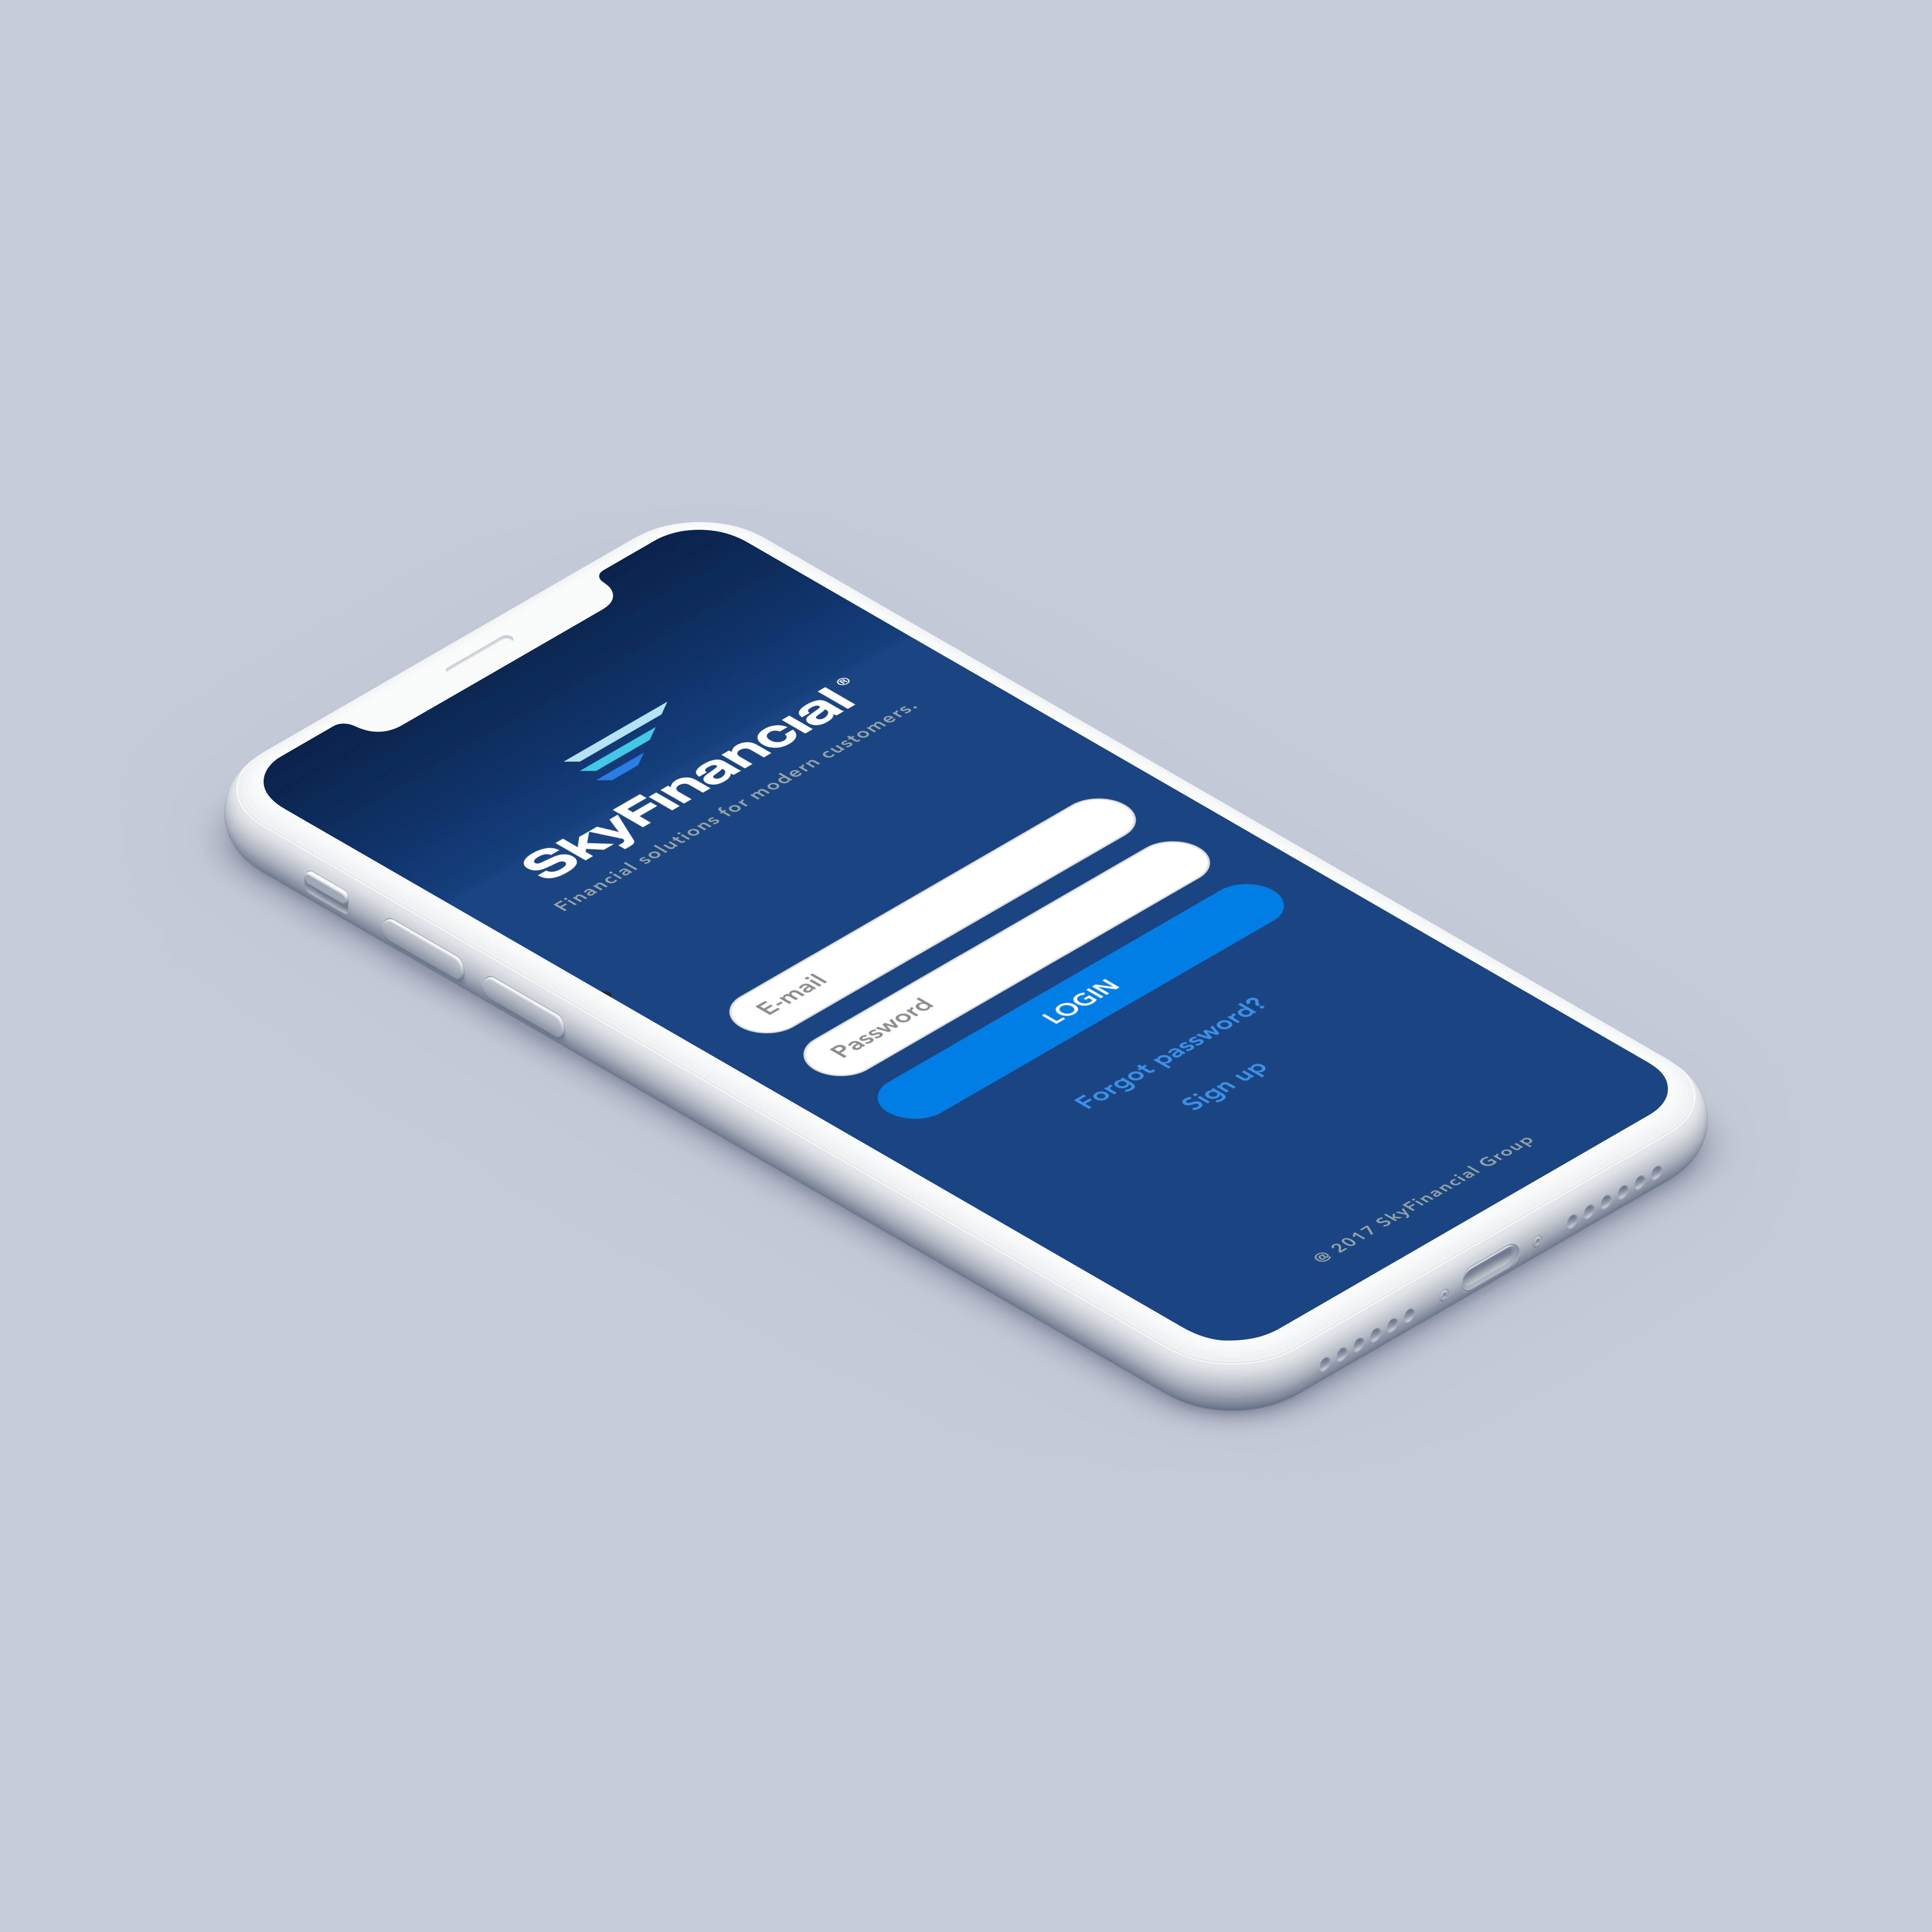 SkyFinancial®
Financial solutions for modern customers.
E-mail
Password
LOGIN
Forgot password?
Sign up
@ 2017 SkyFinancial Group